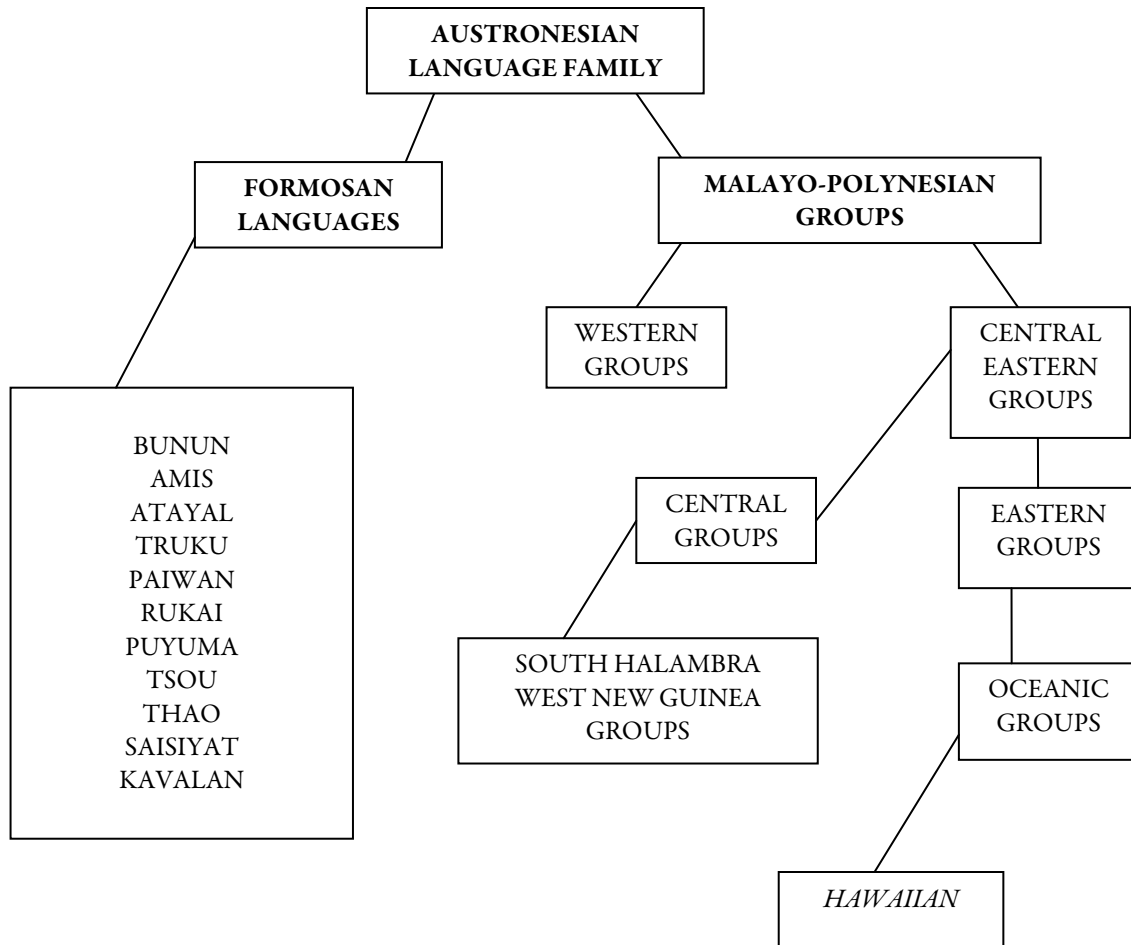 AUSTRONESIAN
LANGUAGE FAMILY
FORMOSAN
LANGUAGES
MALAYO-POLYNESIAN
GROUPS
WESTERN
GROUPS
CENTRAL
EASTERN
GROUPS
BUNUN
AMIS
ATAYAL
TRUKU
PAIWAN
RUKAI
PUYUMA
TSOU
THAO
SAISIYAT
KAVALAN
CENTRAL
GROUPS
EASTERN
GROUPS
SOUTH HALAMBRA
WEST NEW GUINEA
GROUPS
OCEANIC
GROUPS
HAWAIIAN